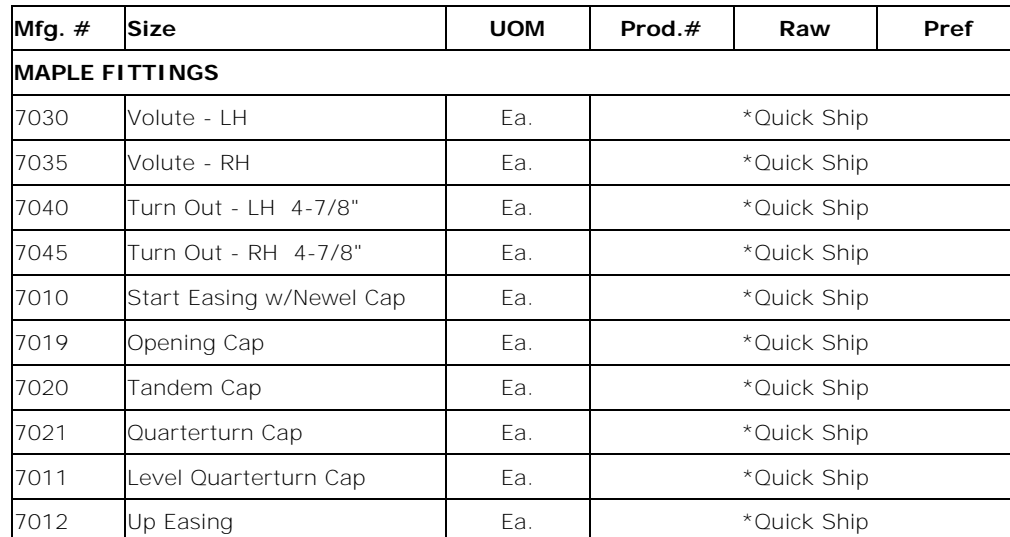 Mfg. # Size UOM Prod.# Raw Pref
MAPLE FITTINGS
7030 Volute - LH Ea. *Quick Ship
7035 Volute - RH Ea. *Quick Ship
7040 Turn Out - LH  4-7/8" Ea. *Quick Ship
7045 Turn Out - RH  4-7/8" Ea. *Quick Ship
7010 Start Easing w/Newel Cap Ea. *Quick Ship
7019 Opening Cap Ea. *Quick Ship
7020 Tandem Cap Ea. *Quick Ship
7021 Quarterturn Cap Ea. *Quick Ship
7011 Level Quarterturn Cap Ea. *Quick Ship
7012 Up Easing Ea. *Quick Ship